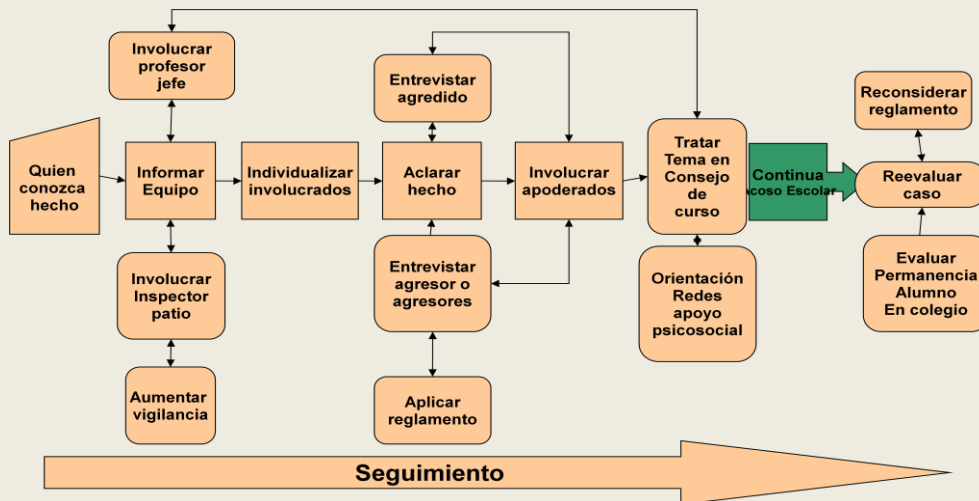 Involucrar
profesor
jefe
Entrevistar
agredido
Reconsiderar
reglamento
Quien
conozca
hecho
Informar
Equipo
Individualizar
involucrados
Aclarar
hecho
Involucrar
apoderados
Tratar
Tema en
Consejo
de
curso
Continua
Acoso Escolar
Reevaluar
caso
Involucrar
Inspector
patio
Entrevistar
agresor o
agresores
Orientación
Redes
apoyo
psicosocial
Evaluar
Permanencia
Alumno
En colegio
Aumentar
vigilancia
Aplicar
reglamento
Seguimiento